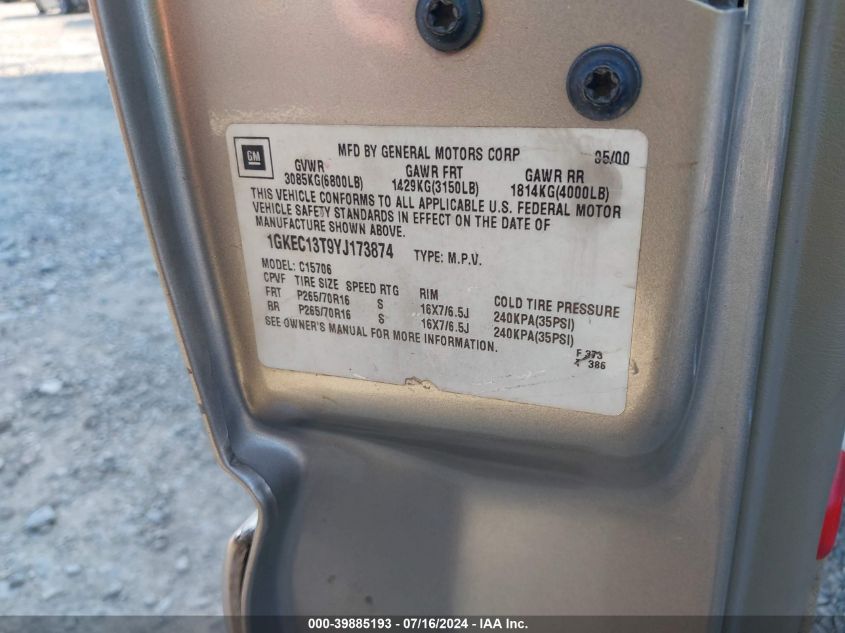 GM
MFD BY GENERAL MOTORS CORP 05/00
GVWR GAWR FRT GAWR RR
3085KG(6800LB) 1429KG(3150LB) 1814KG(4000LB)
THIS VEHICLE CONFORMS TO ALL APPLICABLE U.S. FEDERAL MOTOR
VEHICLE SAFETY STANDARDS IN EFFECT ON THE DATE OF
MANUFACTURE SHOWN ABOVE.
1GKEC13T9YJ173874 TYPE: M.P.V.
MODEL: C15706
CPVF TIRE SIZE SPEED RTG RIM COLD TIRE PRESSURE
FRT P265/70R16 S 16X7/6.5J 240KPA(35PSI)
RR P265/70R16 S 16X7/6.5J 240KPA(35PSI)
SEE OWNER'S MANUAL FOR MORE INFORMATION.
F 373
386
000-39885193 - 07/16/2024 - IAA Inc.